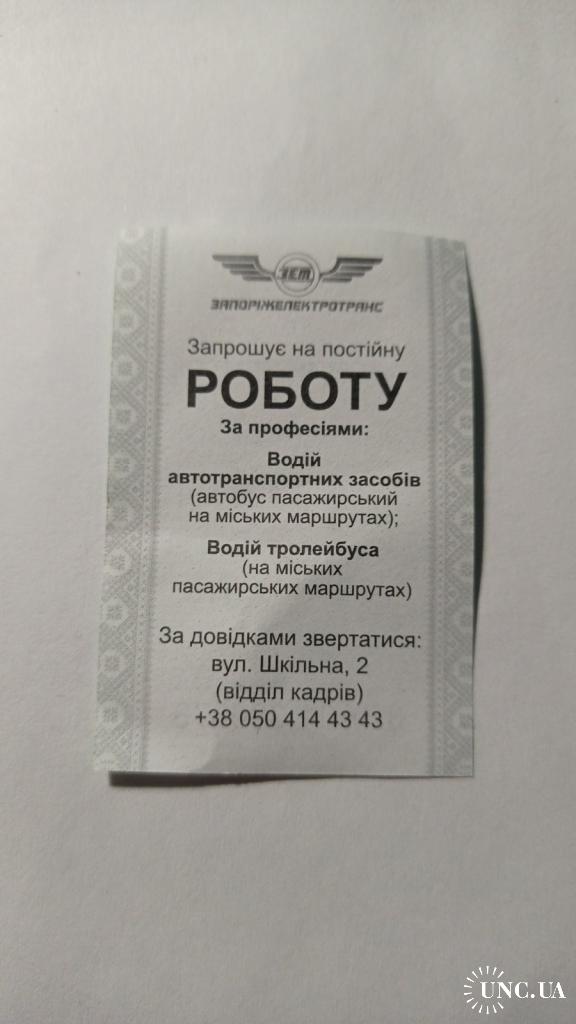 ЗЕТ
ЗАПОРІЖЕЛЕКТРОТРАНС
Запрошує на постійну
РОБОТУ
За професіями:
Водій
автотранспортних засобів
(автобус пасажирський
на міських маршрутах);
Водій тролейбуса
(на міських
пасажирських маршрутах)
За довідками звертатися:
вул. Шкільна, 2
(відділ кадрів)
+38 050 414 43 43
UNC.UA